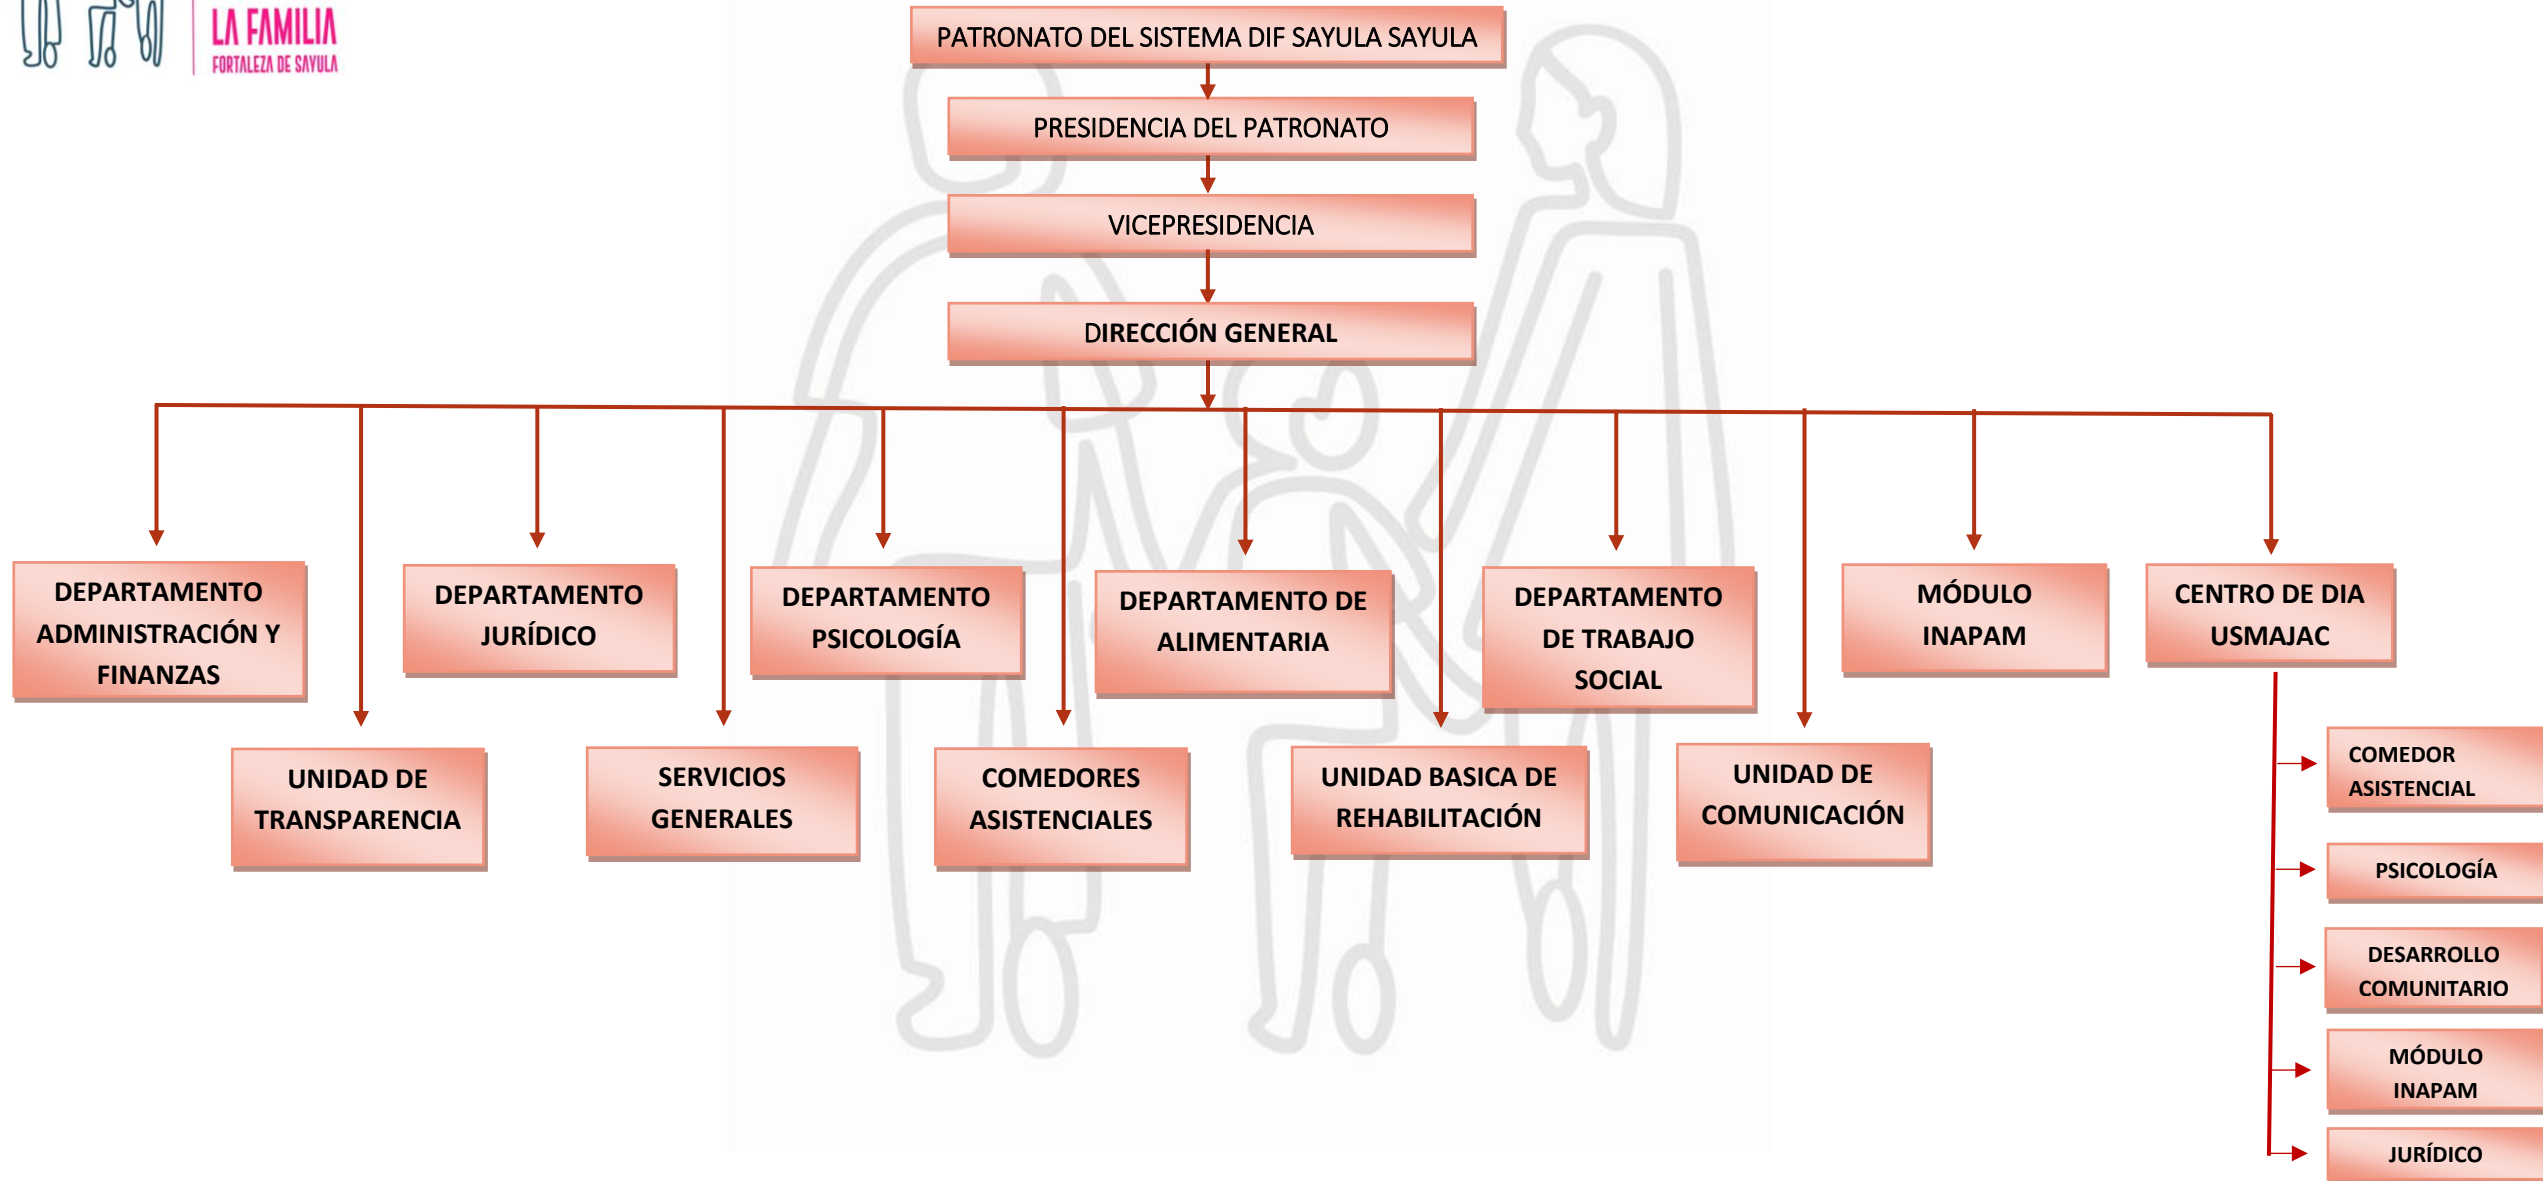 LA FAMILIA
FORTALEZA DE SAYULA
PATRONATO DEL SISTEMA DIF SAYULA SAYULA
PRESIDENCIA DEL PATRONATO
VICEPRESIDENCIA
DIRECCIÓN GENERAL
DEPARTAMENTO
ADMINISTRACIÓN Y
FINANZAS
DEPARTAMENTO
JURÍDICO
DEPARTAMENTO
PSICOLOGÍA
DEPARTAMENTO DE
ALIMENTARIA
DEPARTAMENTO
DE TRABAJO
SOCIAL
MÓDULO
INAPAM
CENTRO DE DIA
USMAJAC
UNIDAD DE
TRANSPARENCIA
SERVICIOS
GENERALES
COMEDORES
ASISTENCIALES
UNIDAD BASICA DE
REHABILITACIÓN
UNIDAD DE
COMUNICACIÓN
COMEDOR
ASISTENCIAL
PSICOLOGÍA
DESARROLLO
COMUNITARIO
MÓDULO
INAPAM
JURÍDICO